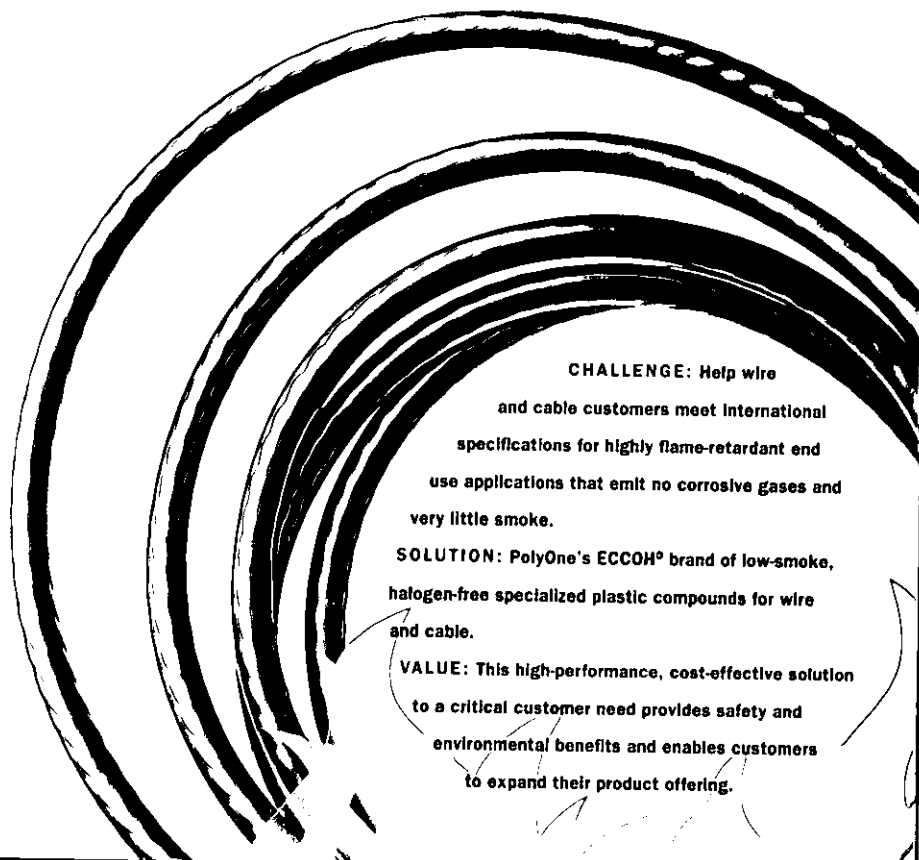 CHALLENGE: Help wire
and cable customers meet international
specifications for highly flame-retardant end
use applications that emit no corrosive gases and
very little smoke.
SOLUTION: PolyOne's ECCOH® brand of low-smoke,
halogen-free specialized plastic compounds for wire
and cable.
VALUE: This high-performance, cost-effective solution
to a critical customer need provides safety and
environmental benefits and enables customers
to expand their product offering.